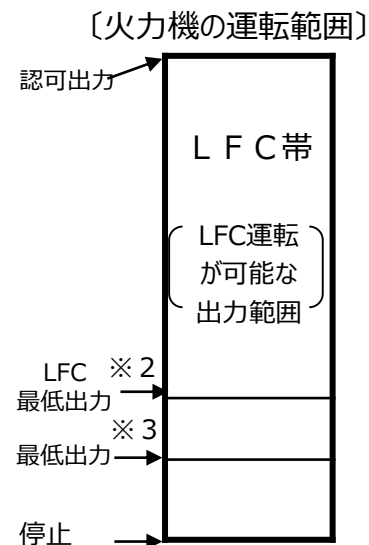 〔火力機の運転範囲〕
認可出力
ＬＦＣ帯
LFC運転
が可能な
出力範囲
LFC ※２
最低出力
※３
最低出力
停止